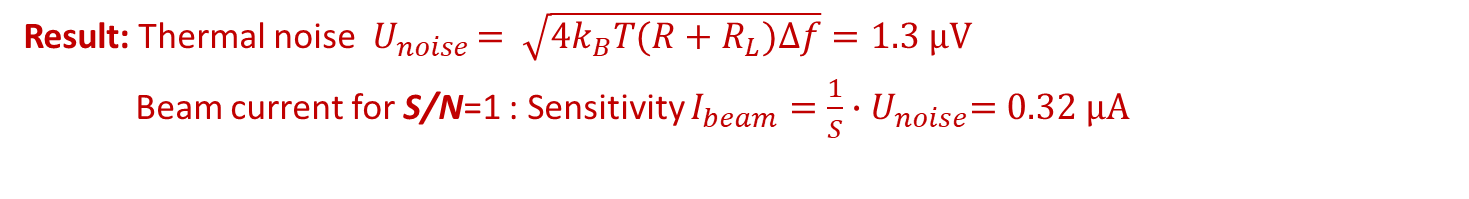 Result: Thermal noise U_noise = √(4k_BT(R + R_L)Δf) = 1.3 μV
Beam current for S/N=1 : Sensitivity I_beam = 1/S · U_noise= 0.32 μA